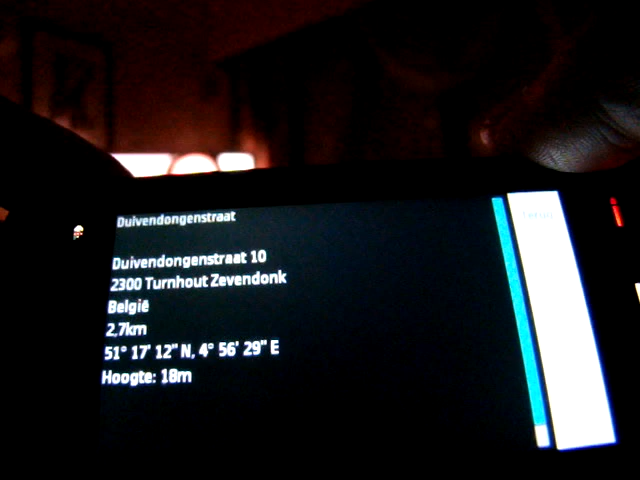 Duivendongenstraat
Duivendongenstraat 10
2300 Turnhout Zevendonk
België
2,7km
51° 17' 12" N, 4° 56' 29" E
Hoogte: 18m